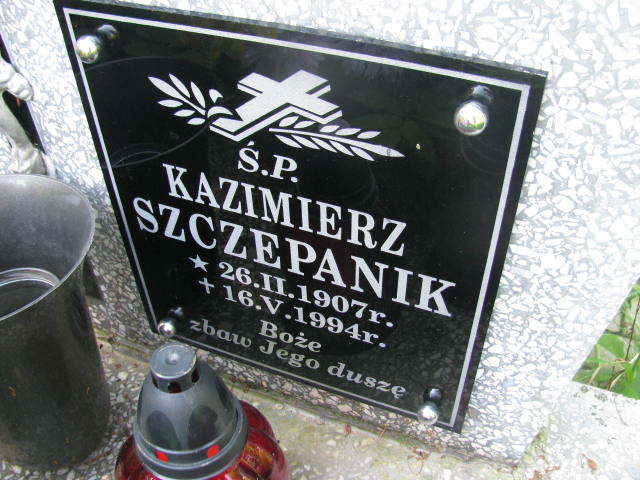 Ś.P.
KAZIMIERZ
SZCZEPANIK
★ 26.II.1907r.
✝ 16.V.1994r.
Boże
zbaw Jego duszę